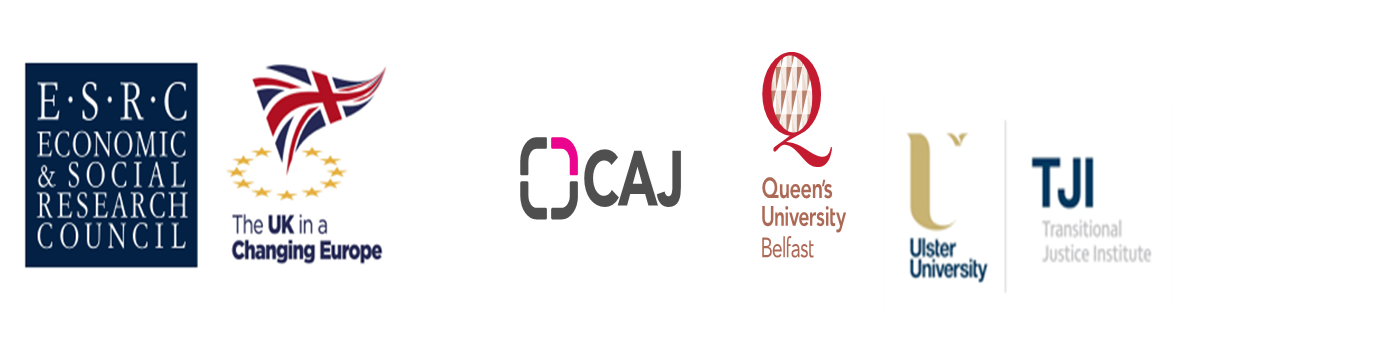 E·S·R·C
ECONOMIC
& SOCIAL
RESEARCH
COUNCIL
The UK in a
Changing Europe
CAJ
Queen's
University
Belfast
Ulster
University
TJI
Transitional
Justice Institute